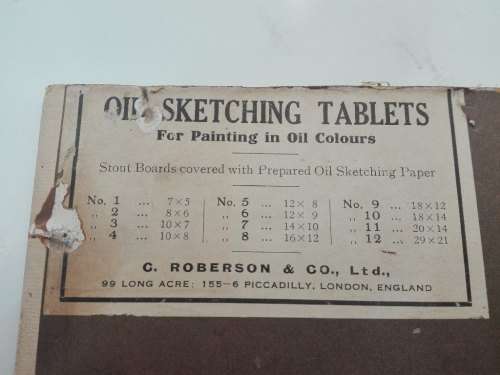 OIL SKETCHING TABLETS
For Painting in Oil Colours
Stout Boards covered with Prepared Oil Sketching Paper
No. 1 ... 7×5 No. 5 ... 12× 8 No. 9 ... 18×12
„ 2 ... 8×6 „ 6 ... 12× 9 „ 10 ... 18×14
„ 3 ... 10×7 „ 7 ... 14×10 „ 11 ... 20×14
„ 4 ... 10×8 „ 8 ... 16×12 „ 12 ... 29×21
C. ROBERSON & CO., Ltd.,
99 LONG ACRE: 155–6 PICCADILLY, LONDON, ENGLAND